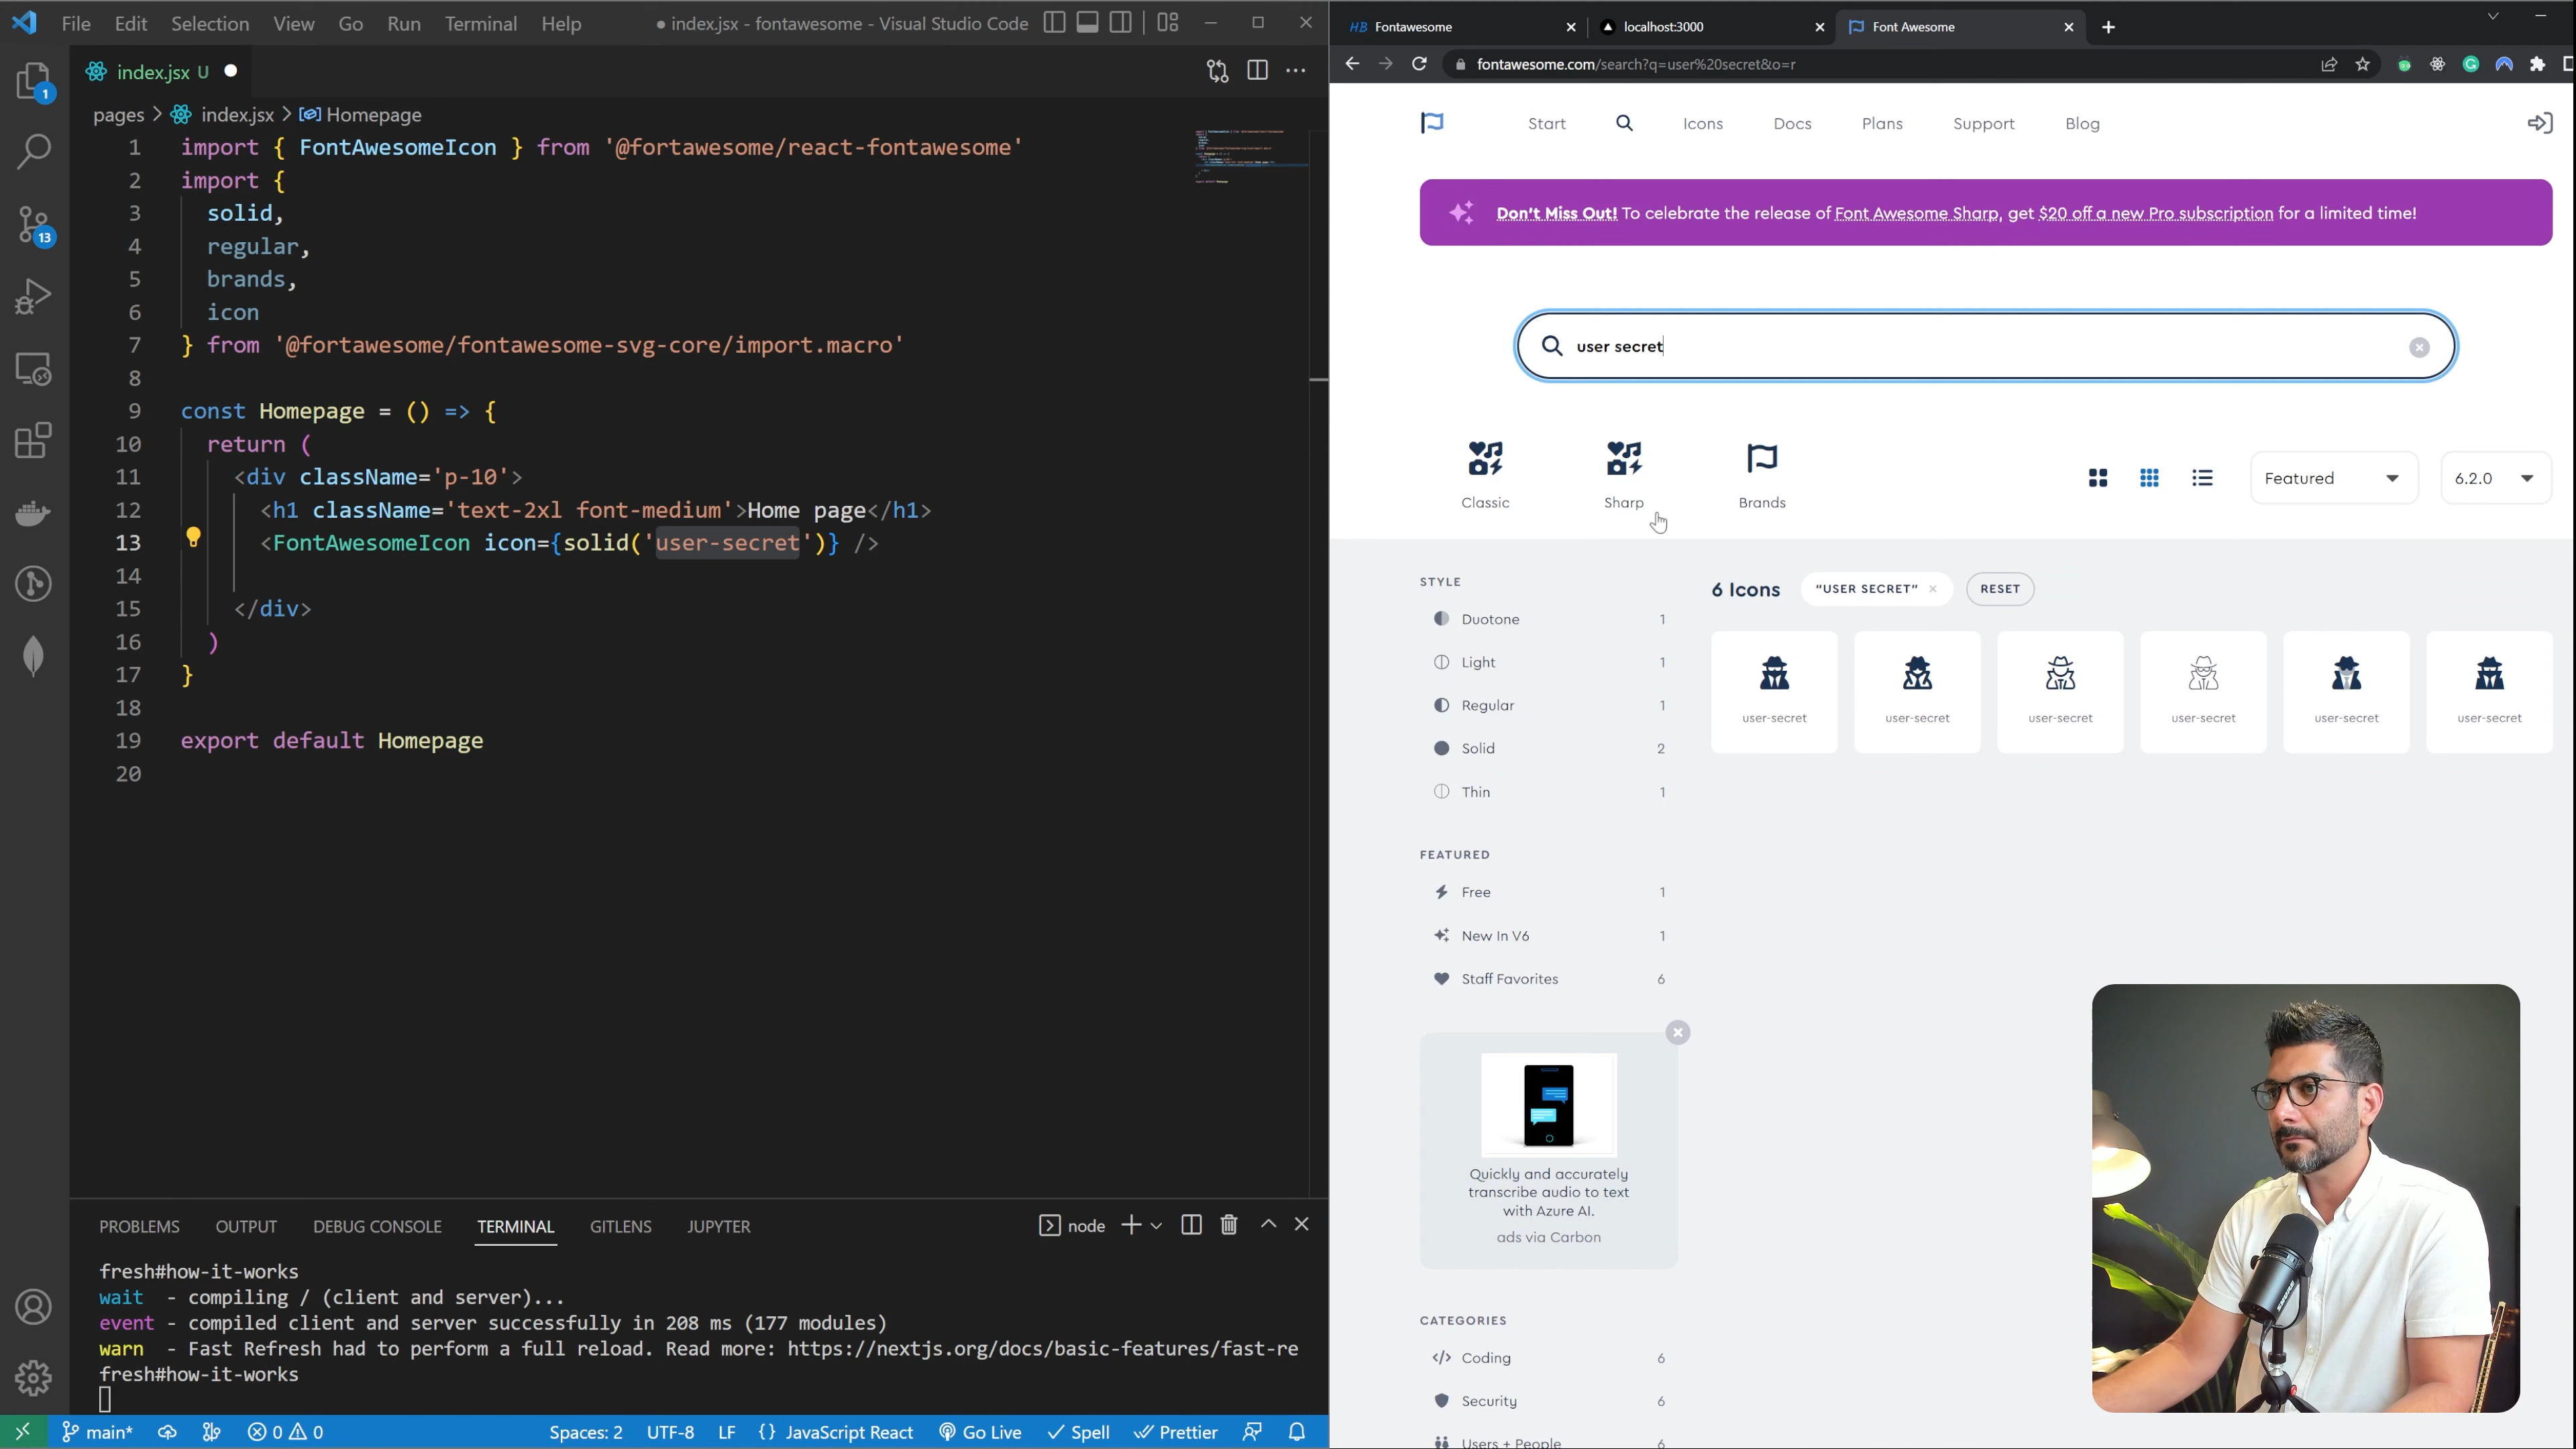 File Edit Selection View Go Run Terminal Help
● index.jsx - fontawesome - Visual Studio Code
index.jsx U
pages > index.jsx > Homepage
1 import { FontAwesomeIcon } from '@fortawesome/react-fontawesome'
2 import {
3 solid,
4 regular,
5 brands,
6 icon
7 } from '@fortawesome/fontawesome-svg-core/import.macro'
8
9 const Homepage = () => {
10 return (
11 <div className='p-10'>
12 <h1 className='text-2xl font-medium'>Home page</h1>
13 <FontAwesomeIcon icon={solid('user-secret')} />
14
15 </div>
16 )
17 }
18
19 export default Homepage
20
1
13
PROBLEMS OUTPUT DEBUG CONSOLE TERMINAL GITLENS JUPYTER
node
fresh#how-it-works
wait - compiling / (client and server)...
event - compiled client and server successfully in 208 ms (177 modules)
warn - Fast Refresh had to perform a full reload. Read more: https://nextjs.org/docs/basic-features/fast-re
fresh#how-it-works
main* 0 0 Spaces: 2 UTF-8 LF {} JavaScript React Go Live Spell Prettier
HB Fontawesome
localhost:3000
Font Awesome
fontawesome.com/search?q=user%20secret&o=r
Start Icons Docs Plans Support Blog
Don't Miss Out! To celebrate the release of Font Awesome Sharp, get $20 off a new Pro subscription for a limited time!
user secret
Classic Sharp Brands
Featured
6.2.0
STYLE
Duotone 1
Light 1
Regular 1
Solid 2
Thin 1
6 Icons "USER SECRET" × RESET
user-secret user-secret user-secret user-secret user-secret user-secret
FEATURED
Free 1
New In V6 1
Staff Favorites 6
Quickly and accurately
transcribe audio to text
with Azure AI.
ads via Carbon
CATEGORIES
Coding 6
Security 6
Users + People 6